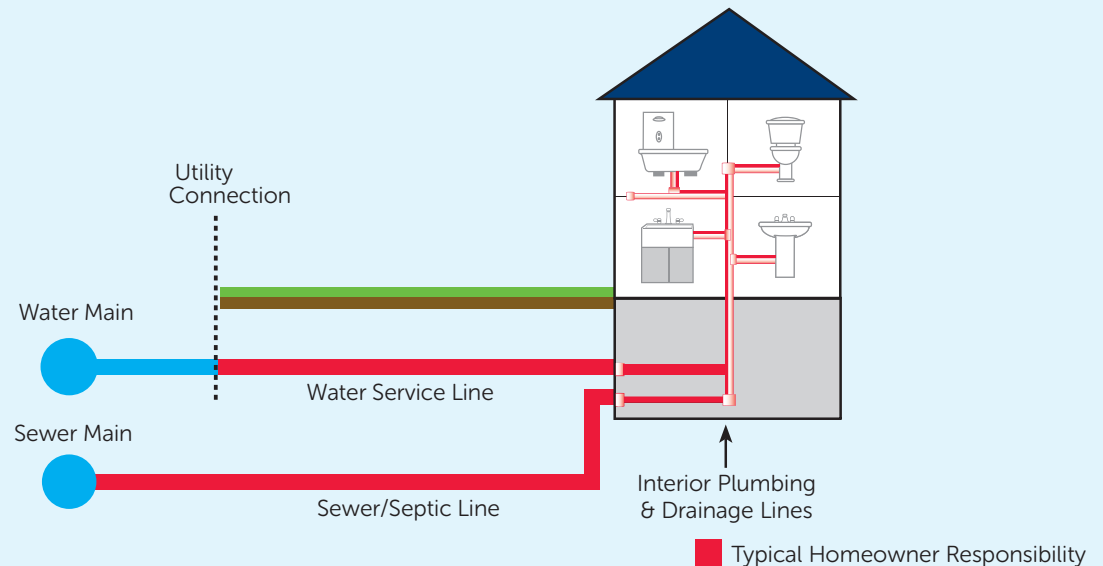 Utility
Connection
Water Main
Water Service Line
Sewer Main
Sewer/Septic Line
Interior Plumbing
& Drainage Lines
Typical Homeowner Responsibility